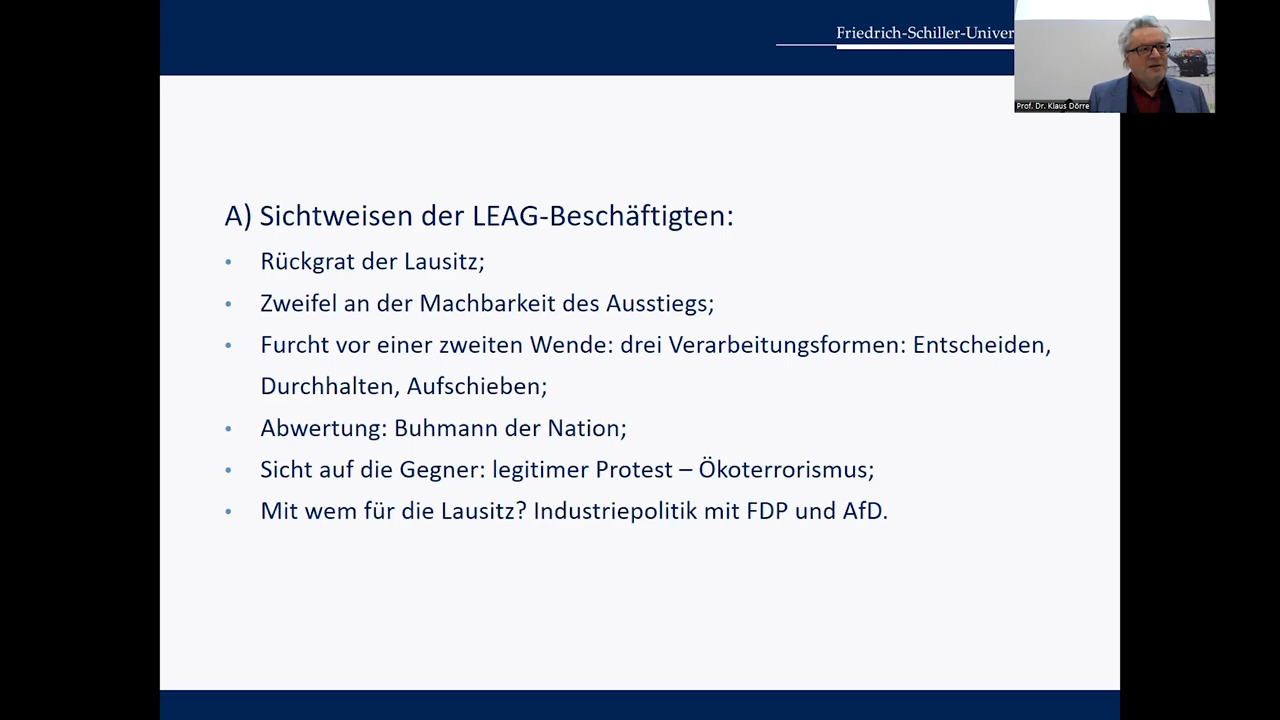 Friedrich-Schiller-Univer
Prof. Dr. Klaus Dörre
A) Sichtweisen der LEAG-Beschäftigten:
• Rückgrat der Lausitz;
• Zweifel an der Machbarkeit des Ausstiegs;
• Furcht vor einer zweiten Wende: drei Verarbeitungsformen: Entscheiden,
Durchhalten, Aufschieben;
• Abwertung: Buhmann der Nation;
• Sicht auf die Gegner: legitimer Protest – Ökoterrorismus;
• Mit wem für die Lausitz? Industriepolitik mit FDP und AfD.